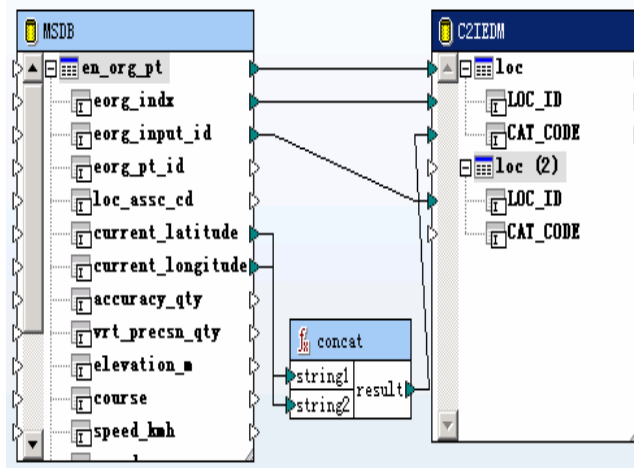 MSDB
en_org_pt
eorg_indx
eorg_input_id
eorg_pt_id
loc_assc_cd
current_latitude
current_longitude
accuracy_qty
vrt_precsn_qty
elevation_m
course
speed_kmh
concat
string1
string2
result
C2IEDM
loc
LOC_ID
CAT_CODE
loc (2)
LOC_ID
CAT_CODE